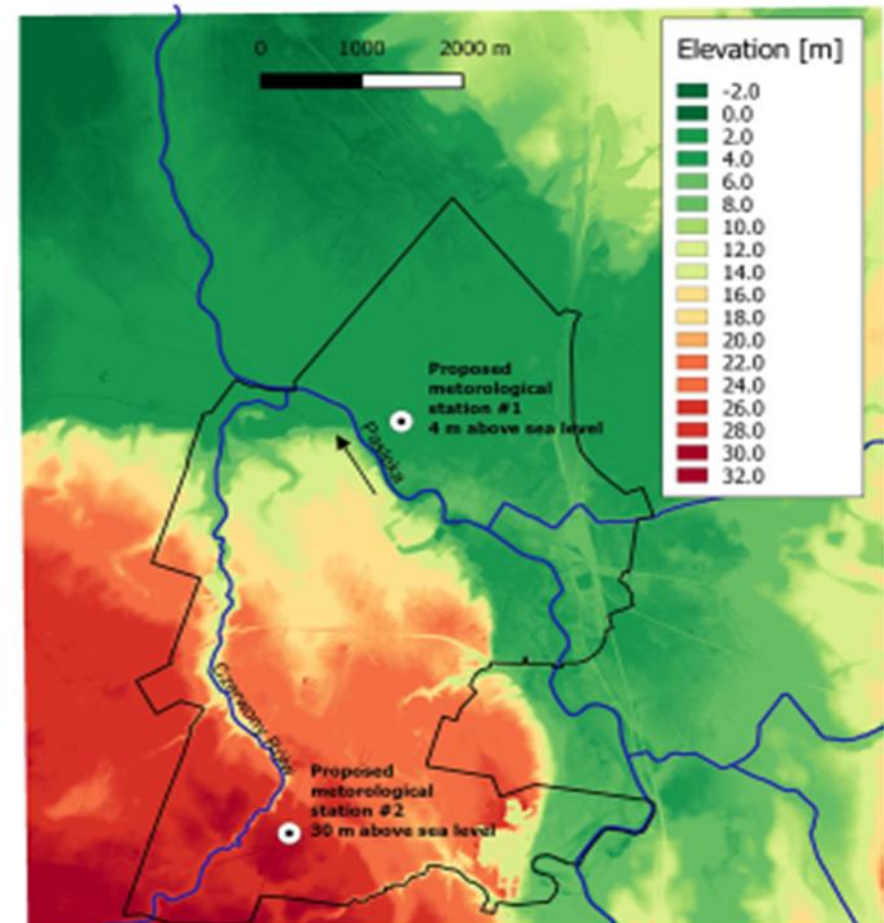 0 1000 2000 m
Elevation [m]
-2.0
0.0
2.0
4.0
6.0
8.0
10.0
12.0
14.0
16.0
18.0
20.0
22.0
24.0
26.0
28.0
30.0
32.0
Proposed
metorological
station #1
4 m above sea level
Pasłęka
Czerwony Rów
Proposed
metorological
station #2
30 m above sea level